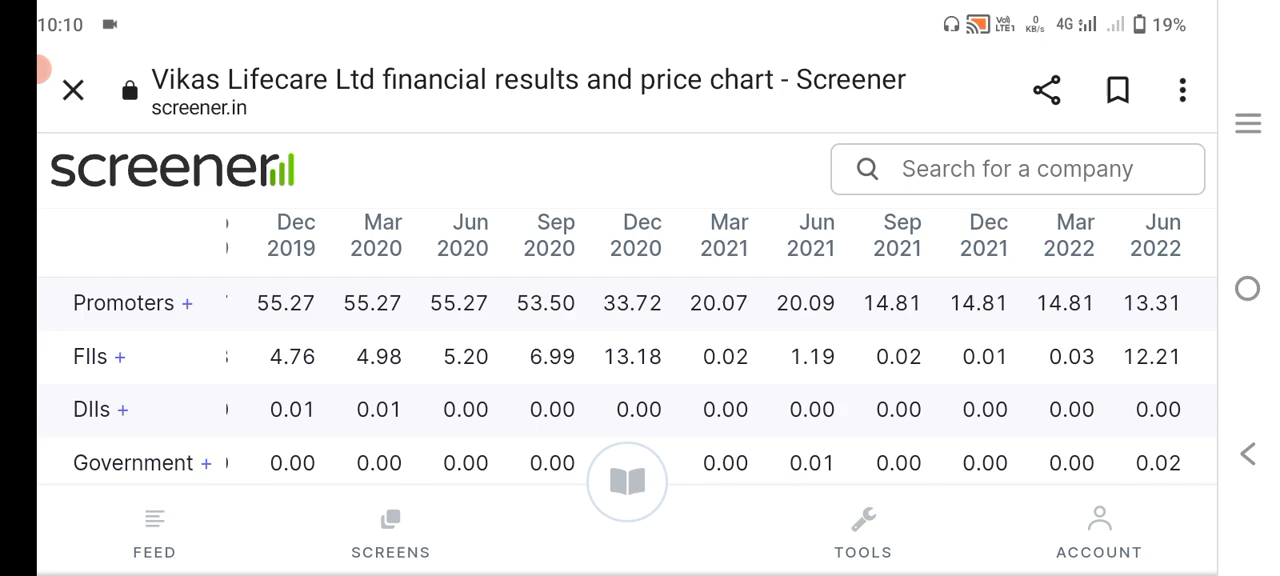 10:10 Vo) LTE1 0 KB/s 4G 19%
Vikas Lifecare Ltd financial results and price chart - Screener
screener.in
screener
Search for a company
Dec Mar Jun Sep Dec Mar Jun Sep Dec Mar Jun
2019 2020 2020 2020 2020 2021 2021 2021 2021 2022 2022
Promoters + 55.27 55.27 55.27 53.50 33.72 20.07 20.09 14.81 14.81 14.81 13.31
FIIs + 4.76 4.98 5.20 6.99 13.18 0.02 1.19 0.02 0.01 0.03 12.21
DIIs + 0.01 0.01 0.00 0.00 0.00 0.00 0.00 0.00 0.00 0.00 0.00
Government + 0.00 0.00 0.00 0.00 0.00 0.01 0.00 0.00 0.00 0.02
FEED SCREENS TOOLS ACCOUNT